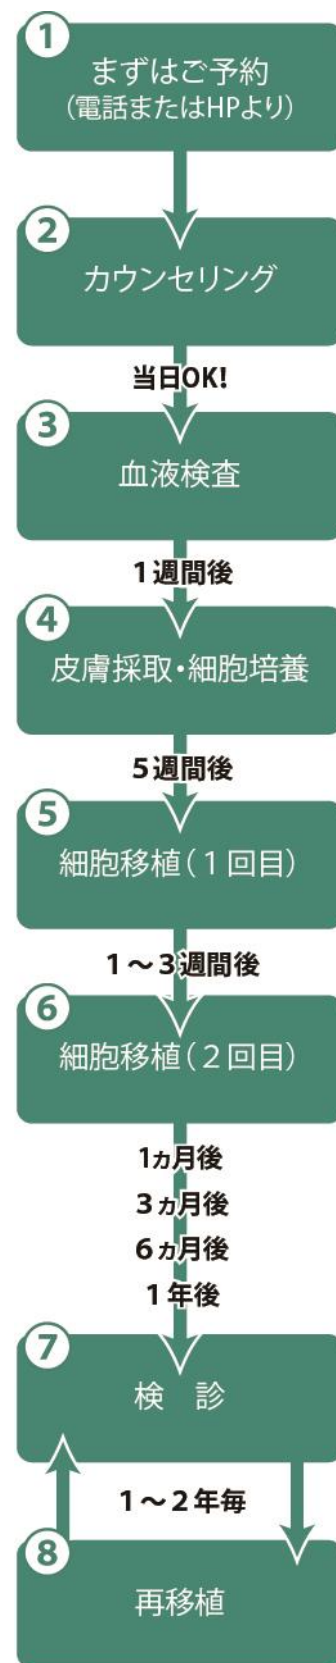 1
まずはご予約
(電話またはHPより)
2
カウンセリング
当日OK!
3
血液検査
1週間後
4
皮膚採取・細胞培養
5週間後
5
細胞移植(1回目)
1～3週間後
6
細胞移植(2回目)
1ヵ月後
3ヵ月後
6ヵ月後
1年後
7
検 診
1～2年毎
8
再移植